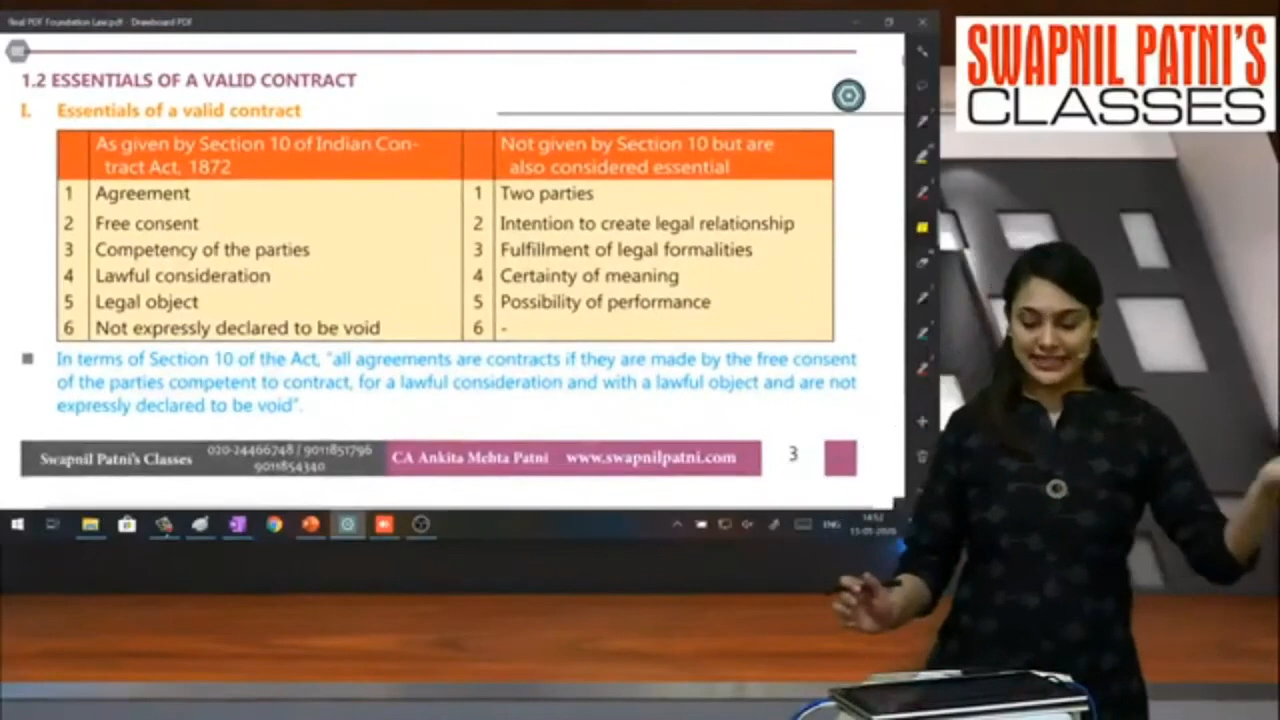 Real PDF Foundation Law.pdf - Drawboard PDF
SWAPNIL PATNI'S
CLASSES
1.2 ESSENTIALS OF A VALID CONTRACT
I. Essentials of a valid contract
As given by Section 10 of Indian Con-
tract Act, 1872
Not given by Section 10 but are
also considered essential
1 Agreement 1 Two parties
2 Free consent 2 Intention to create legal relationship
3 Competency of the parties 3 Fulfillment of legal formalities
4 Lawful consideration 4 Certainty of meaning
5 Legal object 5 Possibility of performance
6 Not expressly declared to be void 6 -
In terms of Section 10 of the Act, "all agreements are contracts if they are made by the free consent
of the parties competent to contract, for a lawful consideration and with a lawful object and are not
expressly declared to be void".
Swapnil Patni's Classes 020-24466748 / 9011851796
9011854340
CA Ankita Mehta Patni www.swapnilpatni.com
3
ENG
14:52